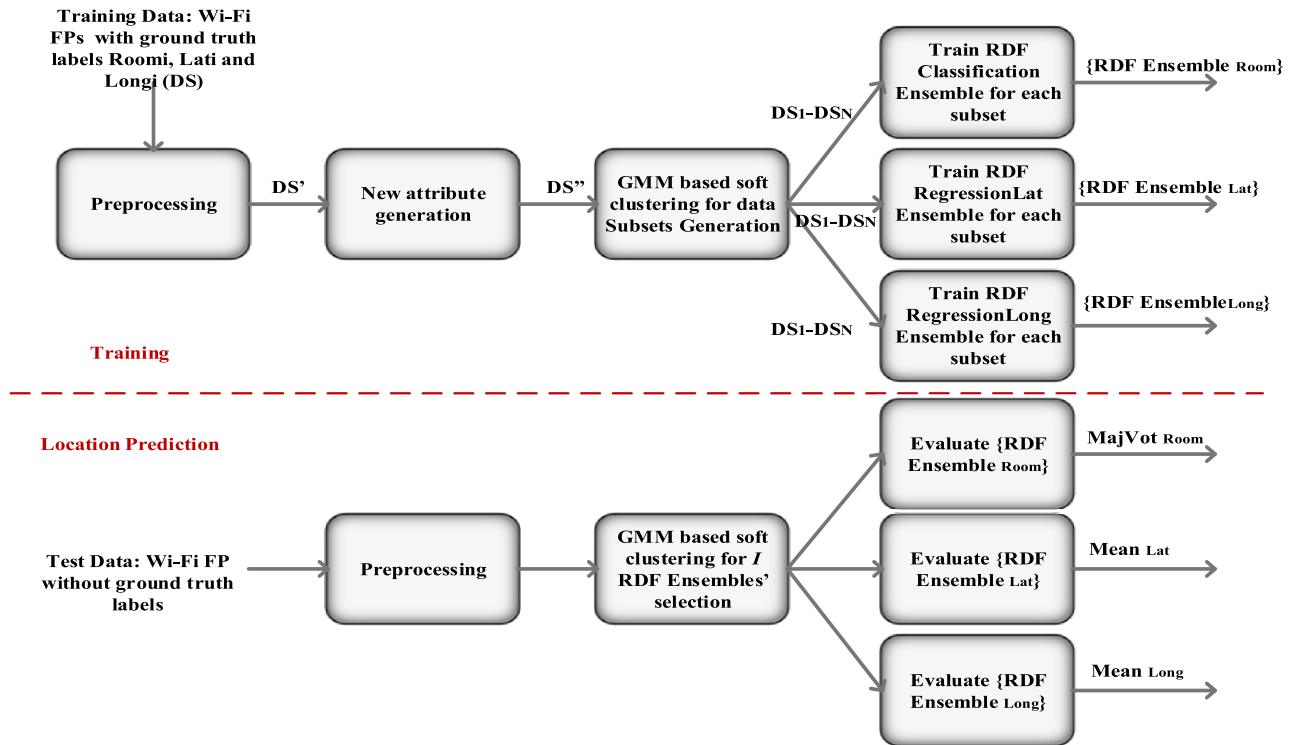 Training Data: Wi-Fi
FPs with ground truth
labels Roomi, Lati and
Longi (DS)
Preprocessing
DS’
New attribute
generation
DS”
GMM based soft
clustering for data
Subsets Generation
DS1-DSN
DS1-DSN
DS1-DSN
Train RDF
Classification
Ensemble for each
subset
{RDF Ensemble Room}
Train RDF
RegressionLat
Ensemble for each
subset
{RDF Ensemble Lat}
Train RDF
RegressionLong
Ensemble for each
subset
{RDF EnsembleLong}
Training
Location Prediction
Test Data: Wi-Fi FP
without ground truth
labels
Preprocessing
GMM based soft
clustering for I
RDF Ensembles’
selection
Evaluate {RDF
Ensemble Room}
MajVot Room
Evaluate {RDF
Ensemble Lat}
Mean Lat
Evaluate {RDF
Ensemble Long}
Mean Long